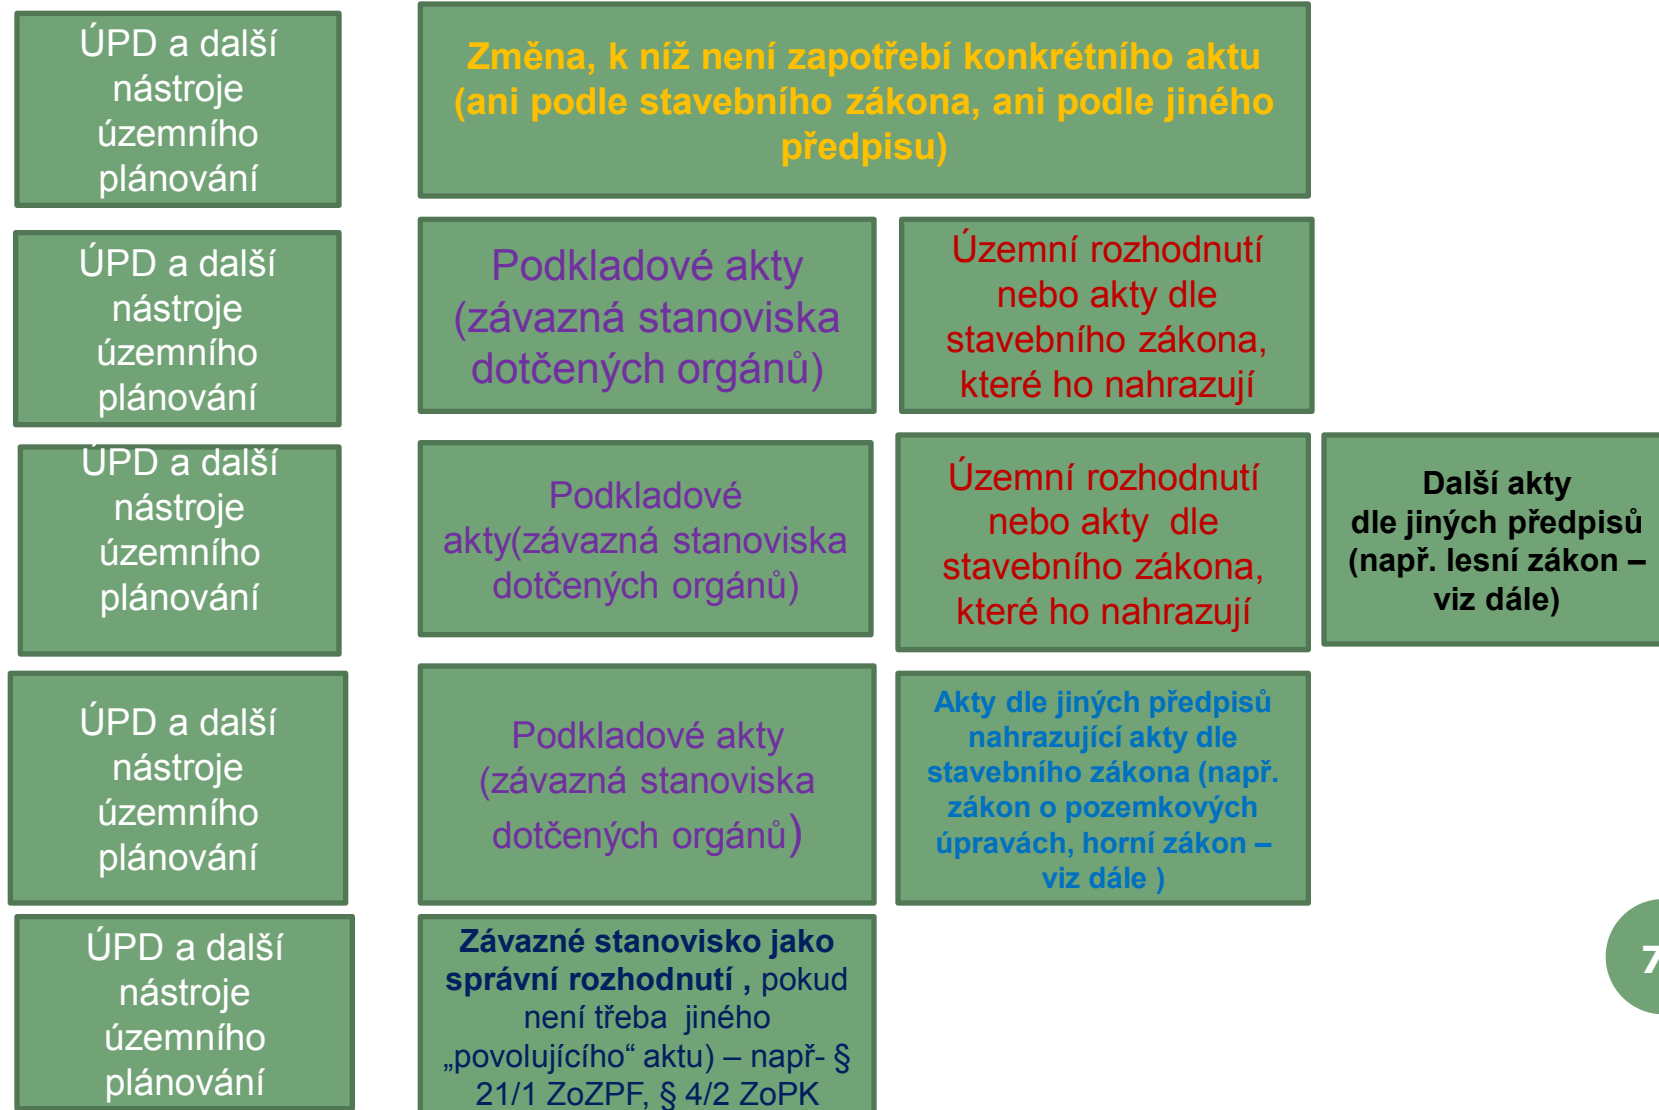 ÚPD a další
nástroje
územního
plánování
Změna, k níž není zapotřebí konkrétního aktu
(ani podle stavebního zákona, ani podle jiného
předpisu)
ÚPD a další
nástroje
územního
plánování
Podkladové akty
(závazná stanoviska
dotčených orgánů)
Územní rozhodnutí
nebo akty dle
stavebního zákona,
které ho nahrazují
ÚPD a další
nástroje
územního
plánování
Podkladové
akty(závazná stanoviska
dotčených orgánů)
Územní rozhodnutí
nebo akty dle
stavebního zákona,
které ho nahrazují
Další akty
dle jiných předpisů
(např. lesní zákon –
viz dále)
ÚPD a další
nástroje
územního
plánování
Podkladové akty
(závazná stanoviska
dotčených orgánů)
Akty dle jiných předpisů
nahrazující akty dle
stavebního zákona (např.
zákon o pozemkových
úpravách, horní zákon –
viz dále )
ÚPD a další
nástroje
územního
plánování
Závazné stanovisko jako
správní rozhodnutí , pokud
není třeba jiného
„povolujícího“ aktu) – např- §
21/1 ZoZPF, § 4/2 ZoPK
7